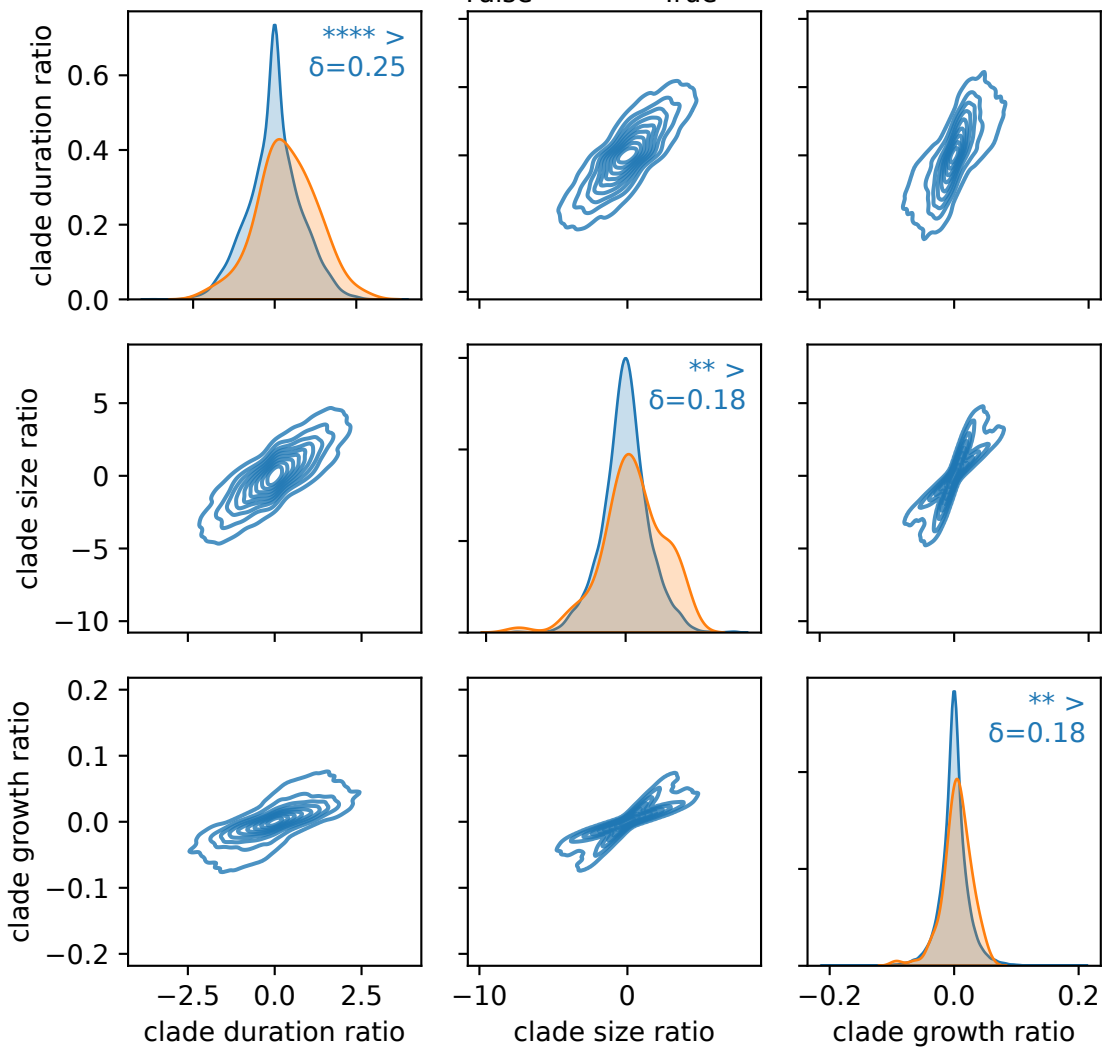 False True
clade duration ratio
0.6
0.4
0.2
0.0
**** >
δ=0.25
clade size ratio
5
0
−5
−10
** >
δ=0.18
clade growth ratio
0.2
0.1
0.0
−0.1
−0.2
** >
δ=0.18
−2.5 0.0 2.5
−10 0
−0.2 0.0 0.2
clade duration ratio
clade size ratio
clade growth ratio